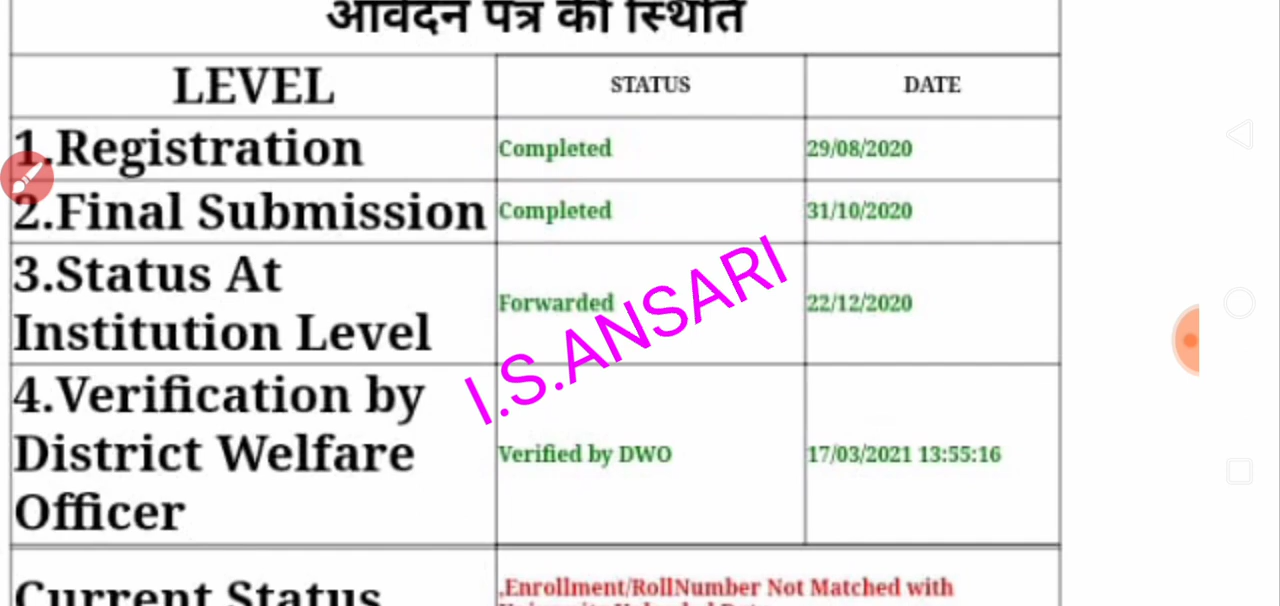 आवेदन पत्र की स्थिति
LEVEL STATUS DATE
1.Registration Completed 29/08/2020
2.Final Submission Completed 31/10/2020
3.Status At
Institution Level Forwarded 22/12/2020
4.Verification by
District Welfare
Officer Verified by DWO 17/03/2021 13:55:16
I.S.ANSARI
Current Status ,Enrollment/RollNumber Not Matched with